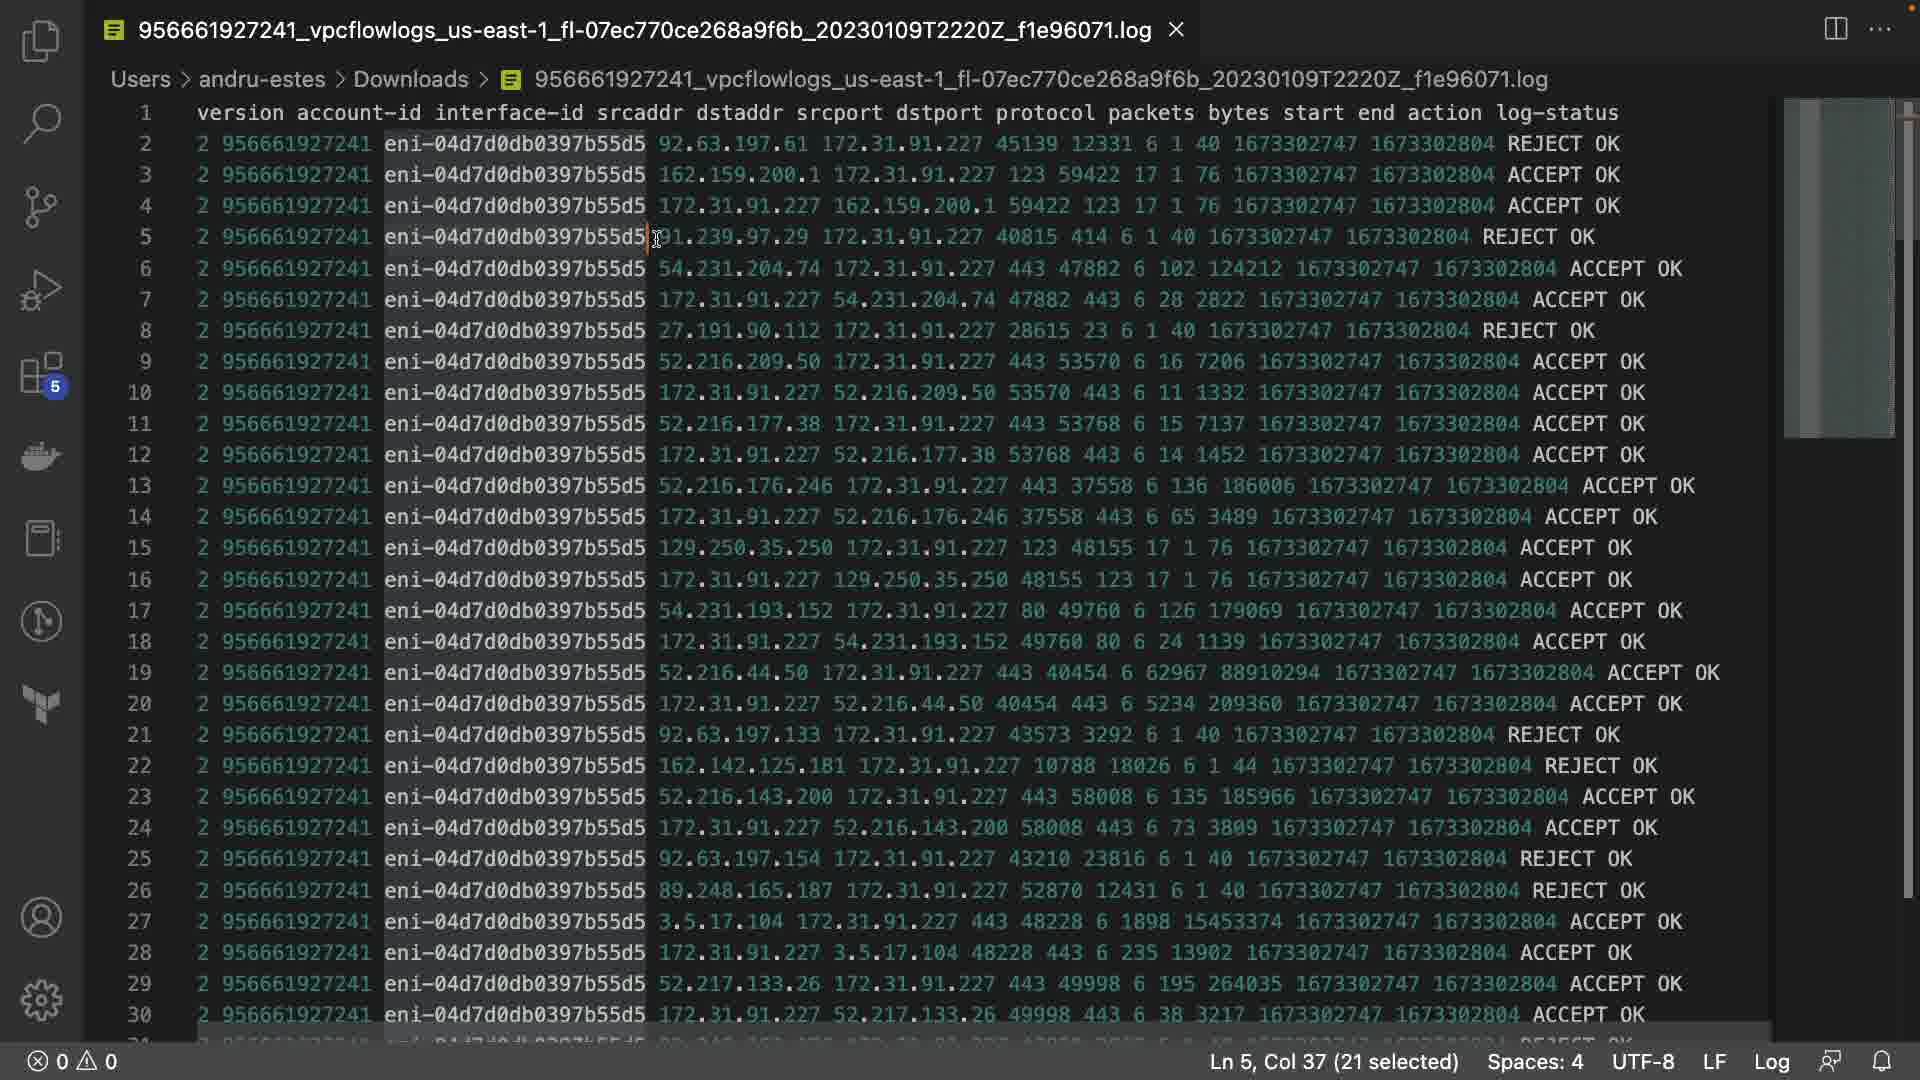 956661927241_vpcflowlogs_us-east-1_fl-07ec770ce268a9f6b_20230109T2220Z_f1e96071.log
Users > andru-estes > Downloads > 956661927241_vpcflowlogs_us-east-1_fl-07ec770ce268a9f6b_20230109T2220Z_f1e96071.log
1 version account-id interface-id srcaddr dstaddr srcport dstport protocol packets bytes start end action log-status
2 2 956661927241 eni-04d7d0db0397b55d5 92.63.197.61 172.31.91.227 45139 12331 6 1 40 1673302747 1673302804 REJECT OK
3 2 956661927241 eni-04d7d0db0397b55d5 162.159.200.1 172.31.91.227 123 59422 17 1 76 1673302747 1673302804 ACCEPT OK
4 2 956661927241 eni-04d7d0db0397b55d5 172.31.91.227 162.159.200.1 59422 123 17 1 76 1673302747 1673302804 ACCEPT OK
5 2 956661927241 eni-04d7d0db0397b55d5 91.239.97.29 172.31.91.227 40815 414 6 1 40 1673302747 1673302804 REJECT OK
6 2 956661927241 eni-04d7d0db0397b55d5 54.231.204.74 172.31.91.227 443 47882 6 102 124212 1673302747 1673302804 ACCEPT OK
7 2 956661927241 eni-04d7d0db0397b55d5 172.31.91.227 54.231.204.74 47882 443 6 28 2822 1673302747 1673302804 ACCEPT OK
8 2 956661927241 eni-04d7d0db0397b55d5 27.191.90.112 172.31.91.227 28615 23 6 1 40 1673302747 1673302804 REJECT OK
9 2 956661927241 eni-04d7d0db0397b55d5 52.216.209.50 172.31.91.227 443 53570 6 16 7206 1673302747 1673302804 ACCEPT OK
10 2 956661927241 eni-04d7d0db0397b55d5 172.31.91.227 52.216.209.50 53570 443 6 11 1332 1673302747 1673302804 ACCEPT OK
11 2 956661927241 eni-04d7d0db0397b55d5 52.216.177.38 172.31.91.227 443 53768 6 15 7137 1673302747 1673302804 ACCEPT OK
12 2 956661927241 eni-04d7d0db0397b55d5 172.31.91.227 52.216.177.38 53768 443 6 14 1452 1673302747 1673302804 ACCEPT OK
13 2 956661927241 eni-04d7d0db0397b55d5 52.216.176.246 172.31.91.227 443 37558 6 136 186006 1673302747 1673302804 ACCEPT OK
14 2 956661927241 eni-04d7d0db0397b55d5 172.31.91.227 52.216.176.246 37558 443 6 65 3489 1673302747 1673302804 ACCEPT OK
15 2 956661927241 eni-04d7d0db0397b55d5 129.250.35.250 172.31.91.227 123 48155 17 1 76 1673302747 1673302804 ACCEPT OK
16 2 956661927241 eni-04d7d0db0397b55d5 172.31.91.227 129.250.35.250 48155 123 17 1 76 1673302747 1673302804 ACCEPT OK
17 2 956661927241 eni-04d7d0db0397b55d5 54.231.193.152 172.31.91.227 80 49760 6 126 179069 1673302747 1673302804 ACCEPT OK
18 2 956661927241 eni-04d7d0db0397b55d5 172.31.91.227 54.231.193.152 49760 80 6 24 1139 1673302747 1673302804 ACCEPT OK
19 2 956661927241 eni-04d7d0db0397b55d5 52.216.44.50 172.31.91.227 443 40454 6 62967 88910294 1673302747 1673302804 ACCEPT OK
20 2 956661927241 eni-04d7d0db0397b55d5 172.31.91.227 52.216.44.50 40454 443 6 5234 209360 1673302747 1673302804 ACCEPT OK
21 2 956661927241 eni-04d7d0db0397b55d5 92.63.197.133 172.31.91.227 43573 3292 6 1 40 1673302747 1673302804 REJECT OK
22 2 956661927241 eni-04d7d0db0397b55d5 162.142.125.181 172.31.91.227 10788 18026 6 1 44 1673302747 1673302804 REJECT OK
23 2 956661927241 eni-04d7d0db0397b55d5 52.216.143.200 172.31.91.227 443 58008 6 135 185966 1673302747 1673302804 ACCEPT OK
24 2 956661927241 eni-04d7d0db0397b55d5 172.31.91.227 52.216.143.200 58008 443 6 73 3809 1673302747 1673302804 ACCEPT OK
25 2 956661927241 eni-04d7d0db0397b55d5 92.63.197.154 172.31.91.227 43210 23816 6 1 40 1673302747 1673302804 REJECT OK
26 2 956661927241 eni-04d7d0db0397b55d5 89.248.165.187 172.31.91.227 52870 12431 6 1 40 1673302747 1673302804 REJECT OK
27 2 956661927241 eni-04d7d0db0397b55d5 3.5.17.104 172.31.91.227 443 48228 6 1898 15453374 1673302747 1673302804 ACCEPT OK
28 2 956661927241 eni-04d7d0db0397b55d5 172.31.91.227 3.5.17.104 48228 443 6 235 13902 1673302747 1673302804 ACCEPT OK
29 2 956661927241 eni-04d7d0db0397b55d5 52.217.133.26 172.31.91.227 443 49998 6 195 264035 1673302747 1673302804 ACCEPT OK
30 2 956661927241 eni-04d7d0db0397b55d5 172.31.91.227 52.217.133.26 49998 443 6 38 3217 1673302747 1673302804 ACCEPT OK
5
0 0 Ln 5, Col 37 (21 selected) Spaces: 4 UTF-8 LF Log